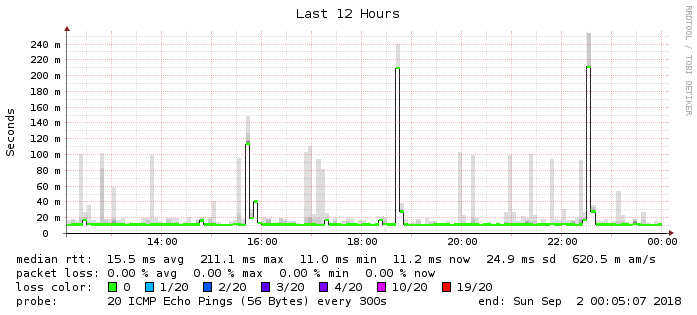 Last 12 Hours
RRDTOOL / TOBI OETIKER
Seconds
240 m
220 m
200 m
180 m
160 m
140 m
120 m
100 m
80 m
60 m
40 m
20 m
0
14:00 16:00 18:00 20:00 22:00 00:00
median rtt: 15.5 ms avg 211.1 ms max 11.0 ms min 11.2 ms now 24.9 ms sd 620.5 m am/s
packet loss: 0.00 % avg 0.00 % max 0.00 % min 0.00 % now
loss color: 0 1/20 2/20 3/20 4/20 10/20 19/20
probe: 20 ICMP Echo Pings (56 Bytes) every 300s end: Sun Sep 2 00:05:07 2018